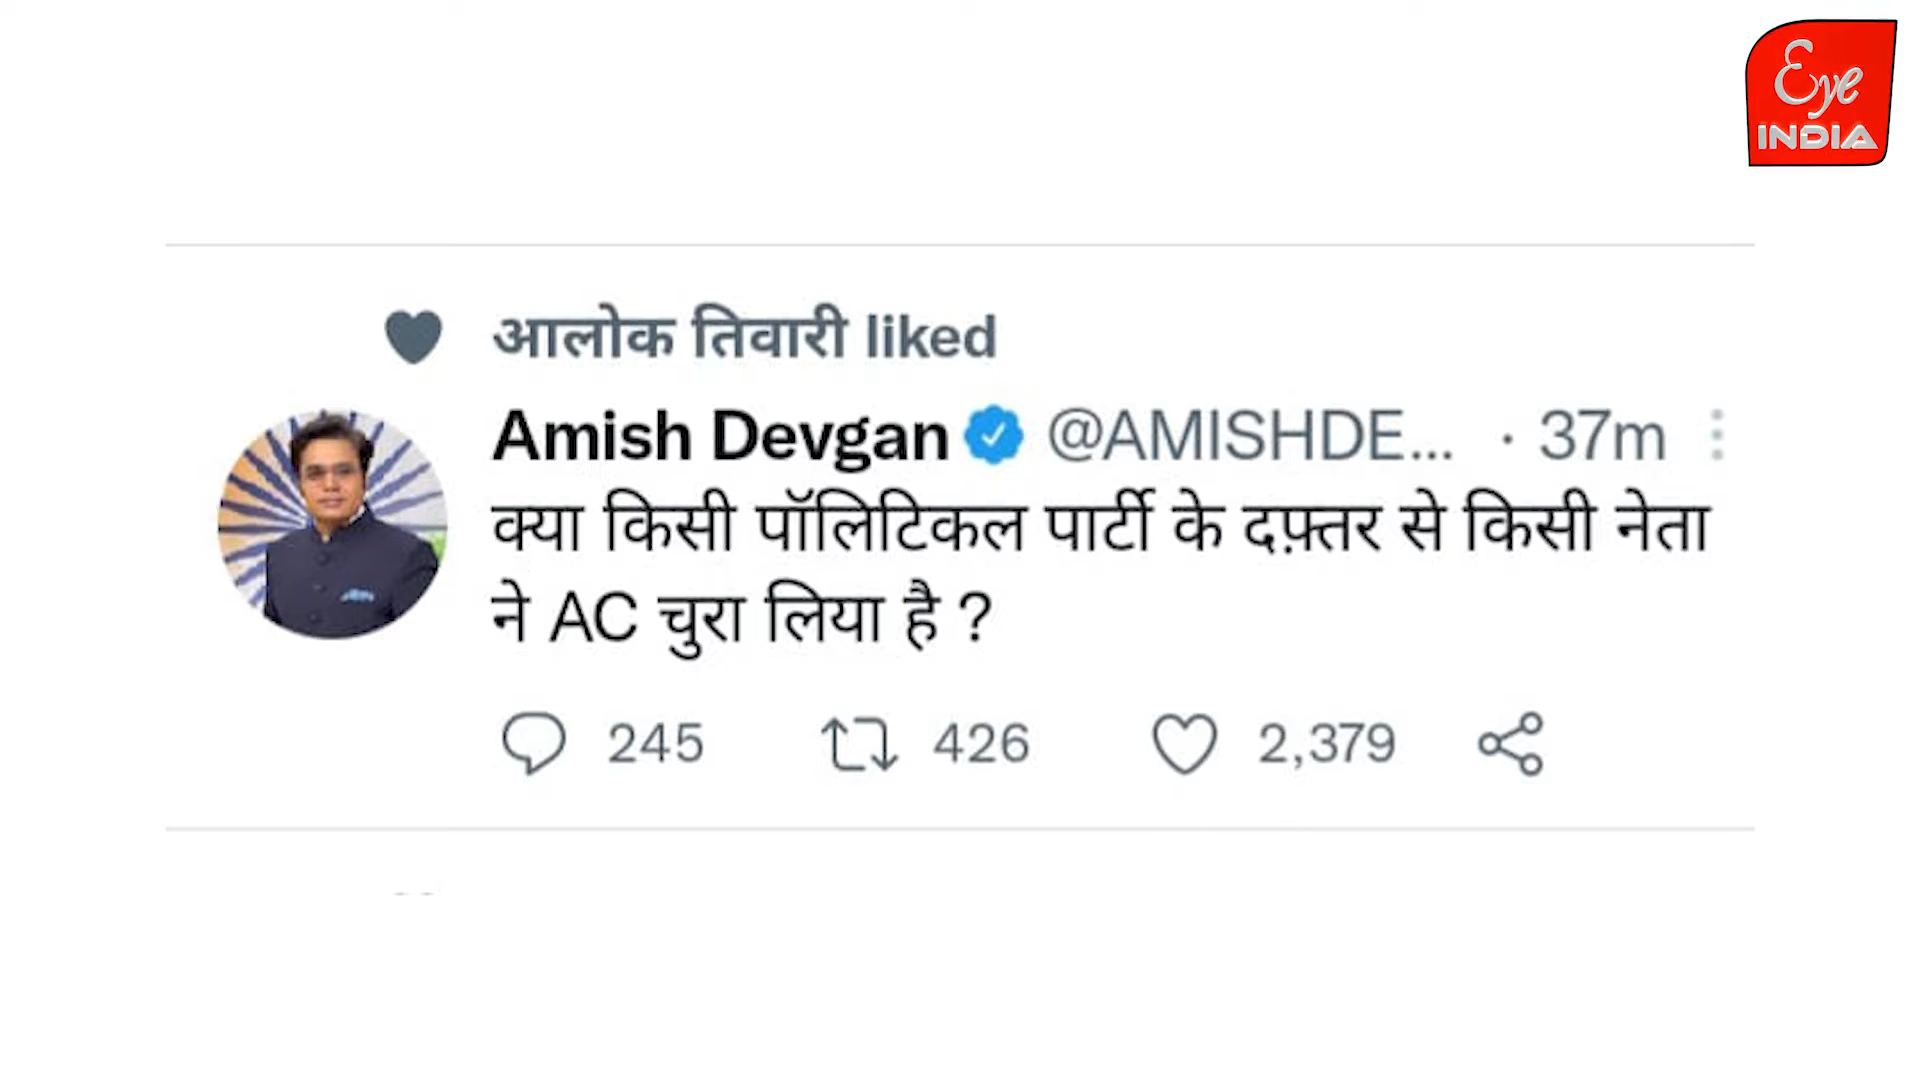 Eye
INDIA
आलोक तिवारी liked
Amish Devgan @AMISHDE... · 37m
क्या किसी पॉलिटिकल पार्टी के दफ़्तर से किसी नेता
ने AC चुरा लिया है ?
245 426 2,379